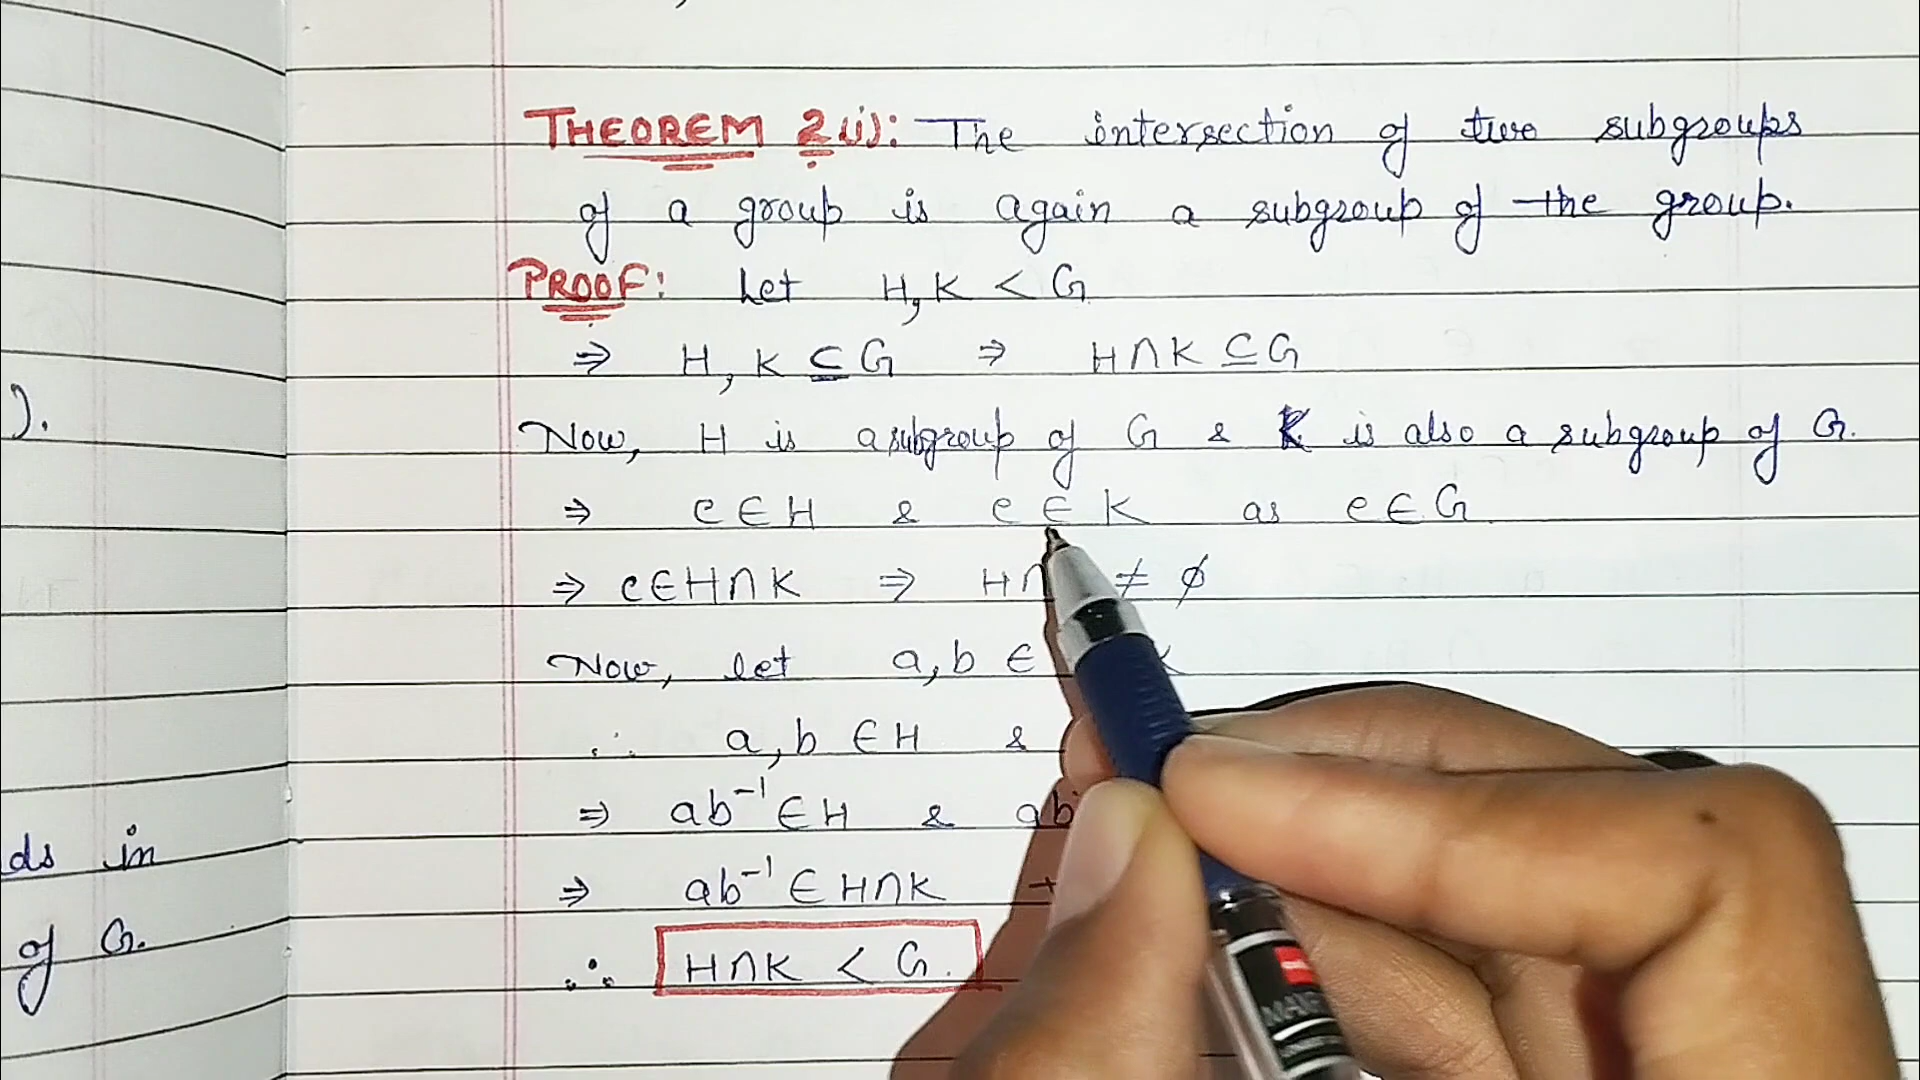 ).
ds in
of G.
THEOREM 2(i): The intersection of two subgroups
of a group is again a subgroup of the group.
PROOF: Let H, K < G
⇒ H, K ⊆ G ⇒ H∩K ⊆ G
Now, H is a subgroup of G & K is also a subgroup of G.
⇒ e∈H & e∈K as e∈G
⇒ e∈H∩K ⇒ H∩ ≠ ϕ
Now, let a, b ∈
∴ a, b ∈H &
⇒ ab⁻¹ ∈H & ab
⇒ ab⁻¹ ∈ H∩K
∴ H∩K < G.